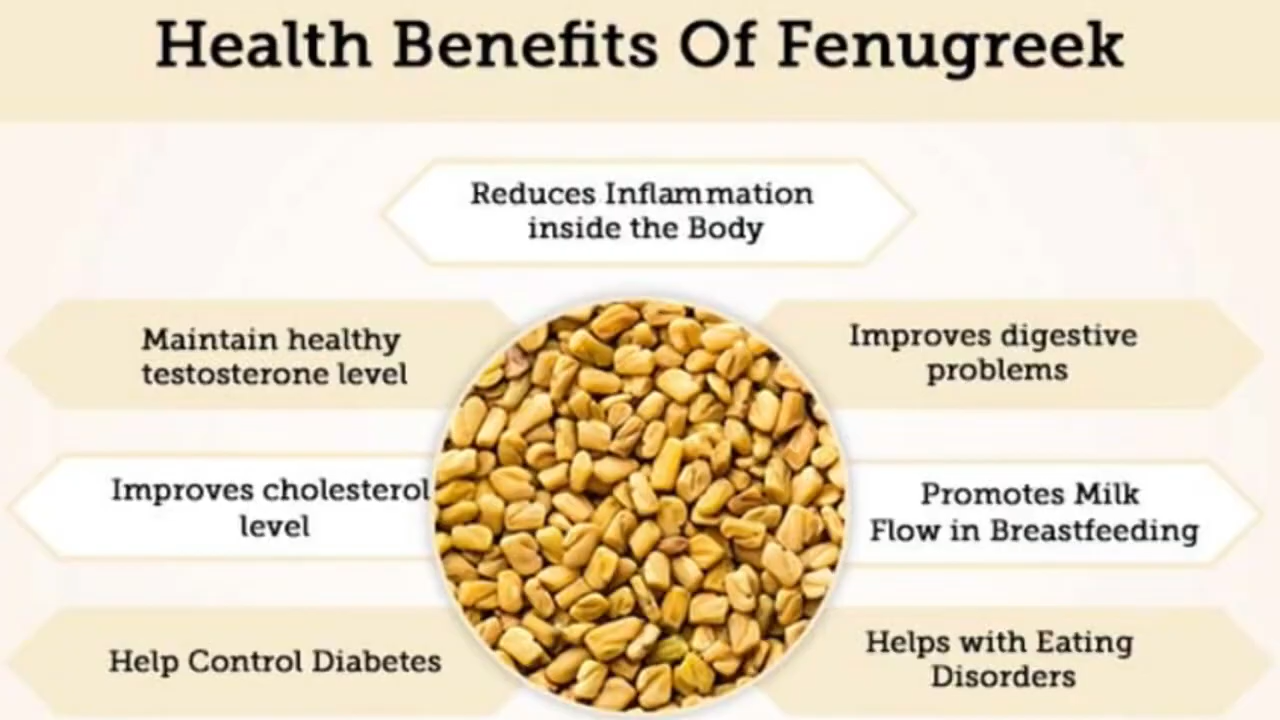 Health Benefits Of Fenugreek
Reduces Inflammation
inside the Body
Maintain healthy
testosterone level
Improves digestive
problems
Improves cholesterol
level
Promotes Milk
Flow in Breastfeeding
Help Control Diabetes
Helps with Eating
Disorders